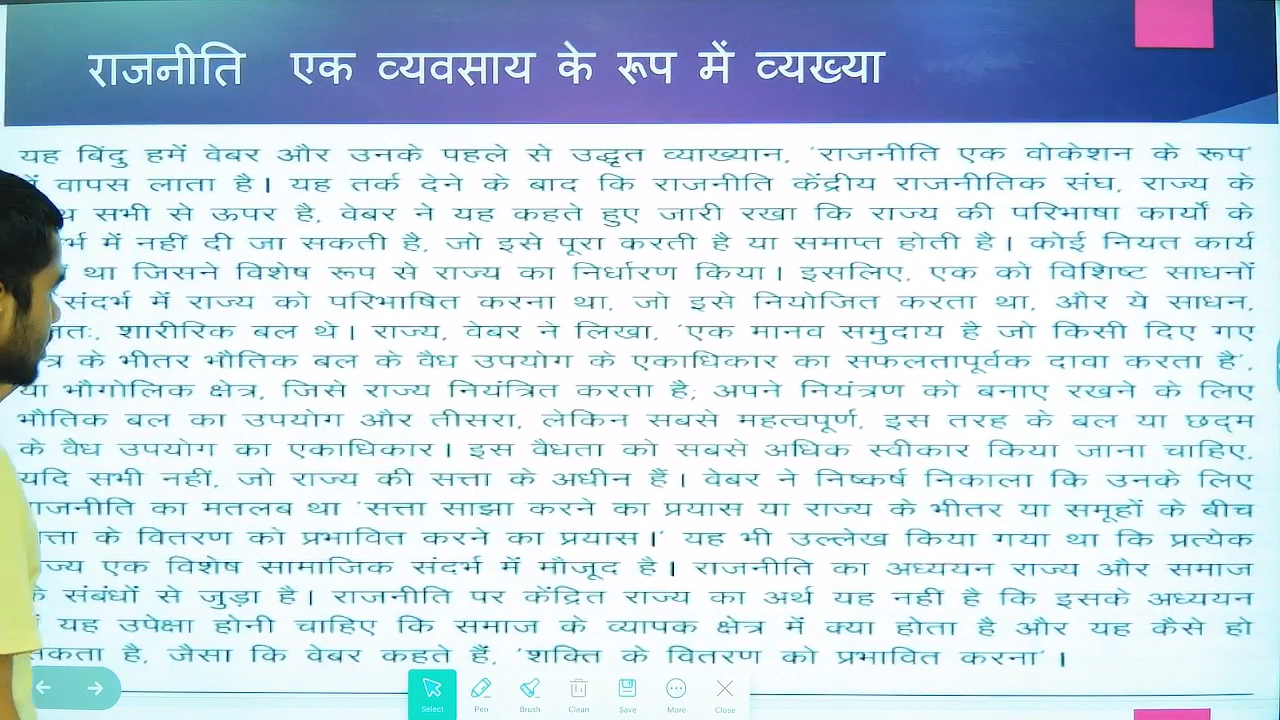 राजनीति एक व्यवसाय के रूप में व्यख्या
यह बिंदु हमें वेबर और उनके पहले से उद्धृत व्याख्यान, 'राजनीति एक वोकेशन के रूप'
वापस लाता है। यह तर्क देने के बाद कि राजनीति केंद्रीय राजनीतिक संघ, राज्य के
सभी से ऊपर है, वेबर ने यह कहते हुए जारी रखा कि राज्य की परिभाषा कार्यों के
में नहीं दी जा सकती है, जो इसे पूरा करती है या समाप्त होती है। कोई नियत कार्य
था जिसने विशेष रूप से राज्य का निर्धारण किया। इसलिए, एक को विशिष्ट साधनों
संदर्भ में राज्य को परिभाषित करना था, जो इसे नियोजित करता था, और ये साधन,
शारीरिक बल थे। राज्य, वेबर ने लिखा, 'एक मानव समुदाय है जो किसी दिए गए
के भीतर भौतिक बल के वैध उपयोग के एकाधिकार का सफलतापूर्वक दावा करता है',
या भौगोलिक क्षेत्र, जिसे राज्य नियंत्रित करता है; अपने नियंत्रण को बनाए रखने के लिए
भौतिक बल का उपयोग और तीसरा, लेकिन सबसे महत्वपूर्ण, इस तरह के बल या छद्म
के वैध उपयोग का एकाधिकार। इस वैधता को सबसे अधिक स्वीकार किया जाना चाहिए,
यदि सभी नहीं, जो राज्य की सत्ता के अधीन हैं। वेबर ने निष्कर्ष निकाला कि उनके लिए
राजनीति का मतलब था 'सत्ता साझा करने का प्रयास या राज्य के भीतर या समूहों के बीच
के वितरण को प्रभावित करने का प्रयास।' यह भी उल्लेख किया गया था कि प्रत्येक
एक विशेष सामाजिक संदर्भ में मौजूद है। राजनीति का अध्ययन राज्य और समाज
के संबंधों से जुड़ा है। राजनीति पर केंद्रित राज्य का अर्थ यह नहीं है कि इसके अध्ययन
यह उपेक्षा होनी चाहिए कि समाज के व्यापक क्षेत्र में क्या होता है और यह कैसे हो
सकता है, जैसा कि वेबर कहते हैं, 'शक्ति के वितरण को प्रभावित करना'।
Select Pen Brush Clean Save More Close